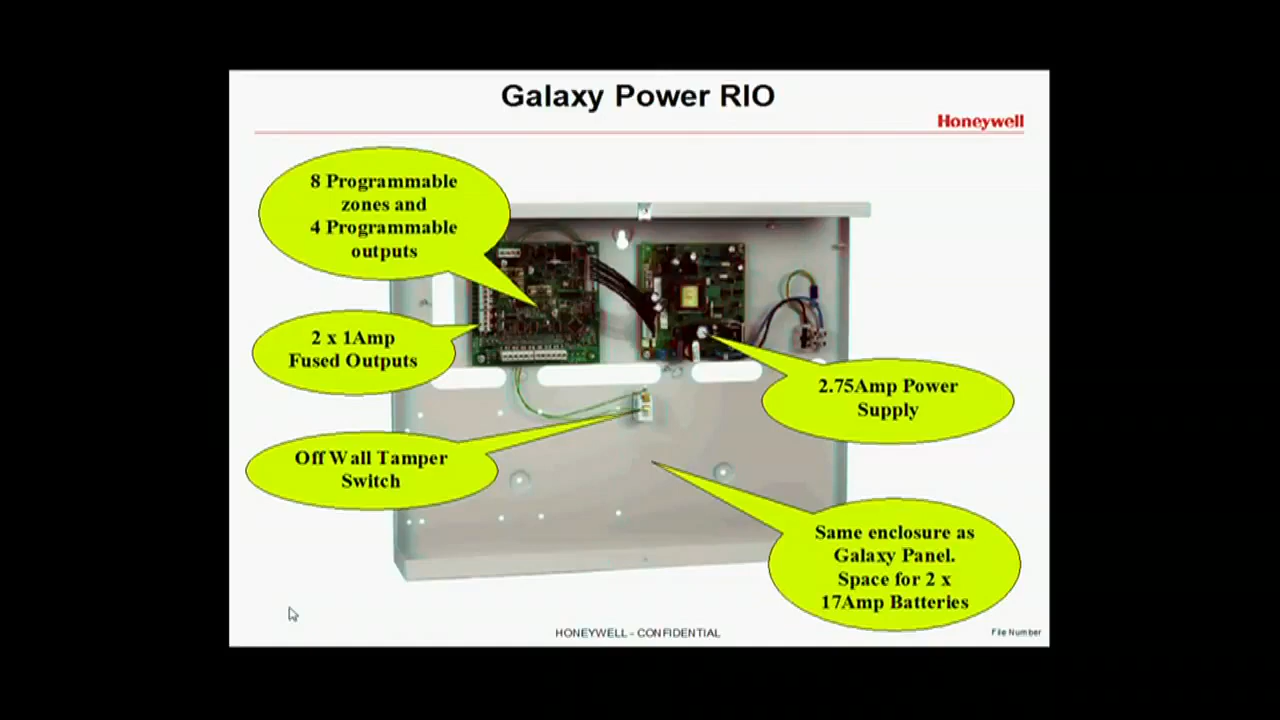 Galaxy Power RIO
Honeywell
8 Programmable
zones and
4 Programmable
outputs
2 x 1Amp
Fused Outputs
Off Wall Tamper
Switch
2.75Amp Power
Supply
Same enclosure as
Galaxy Panel.
Space for 2 x
17Amp Batteries
HONEYWELL - CONFIDENTIAL
File Number